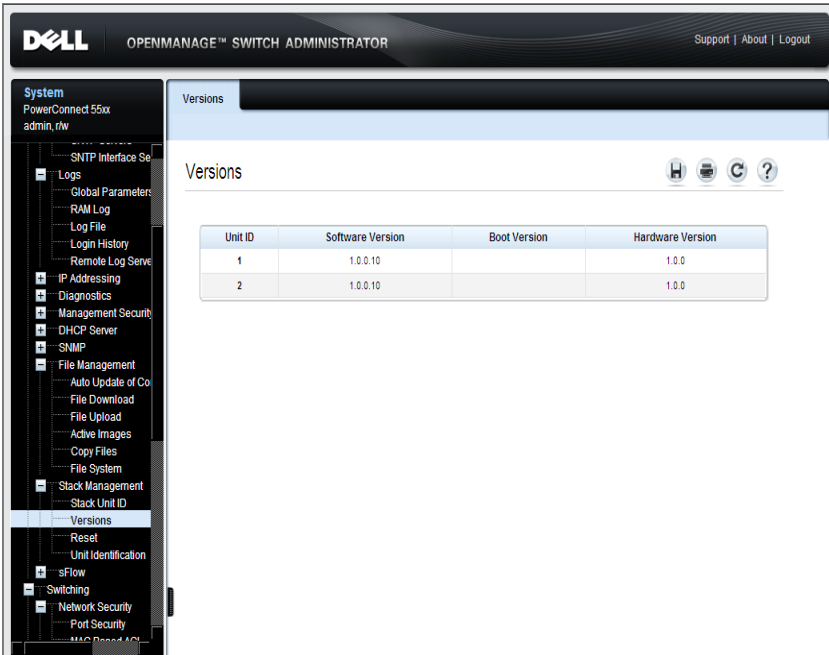 DELL OPENMANAGE™ SWITCH ADMINISTRATOR
Support | About | Logout
System
PowerConnect 55xx
admin, r/w
Versions
SNTP Interface Se
Logs
Global Parameters
RAM Log
Log File
Login History
Remote Log Serve
IP Addressing
Diagnostics
Management Security
DHCP Server
SNMP
File Management
Auto Update of Co
File Download
File Upload
Active Images
Copy Files
File System
Stack Management
Stack Unit ID
Versions
Reset
Unit Identification
sFlow
Switching
Network Security
Port Security
Versions
Unit ID Software Version Boot Version Hardware Version
1 1.0.0.10 1.0.0
2 1.0.0.10 1.0.0